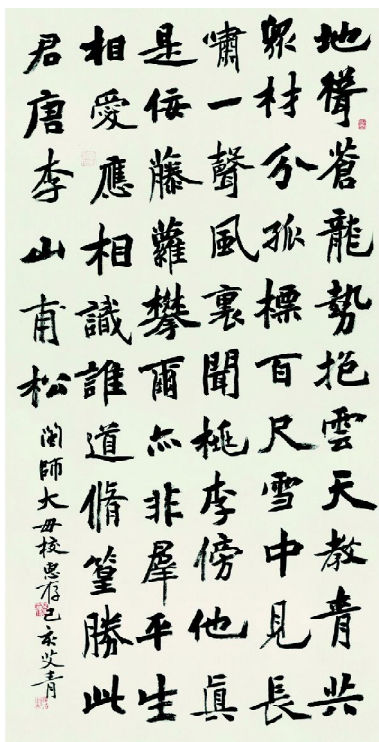 地聳蒼龍勢抱雲天教青共
衆材分孤標百尺雪中見長
嘯一聲風裏聞桃李傍他眞
是佞藤蘿攀爾亦非羣平生
相愛應相識誰道脩篁勝此
君唐李山甫松
閩師大母校惠存己亥艾青